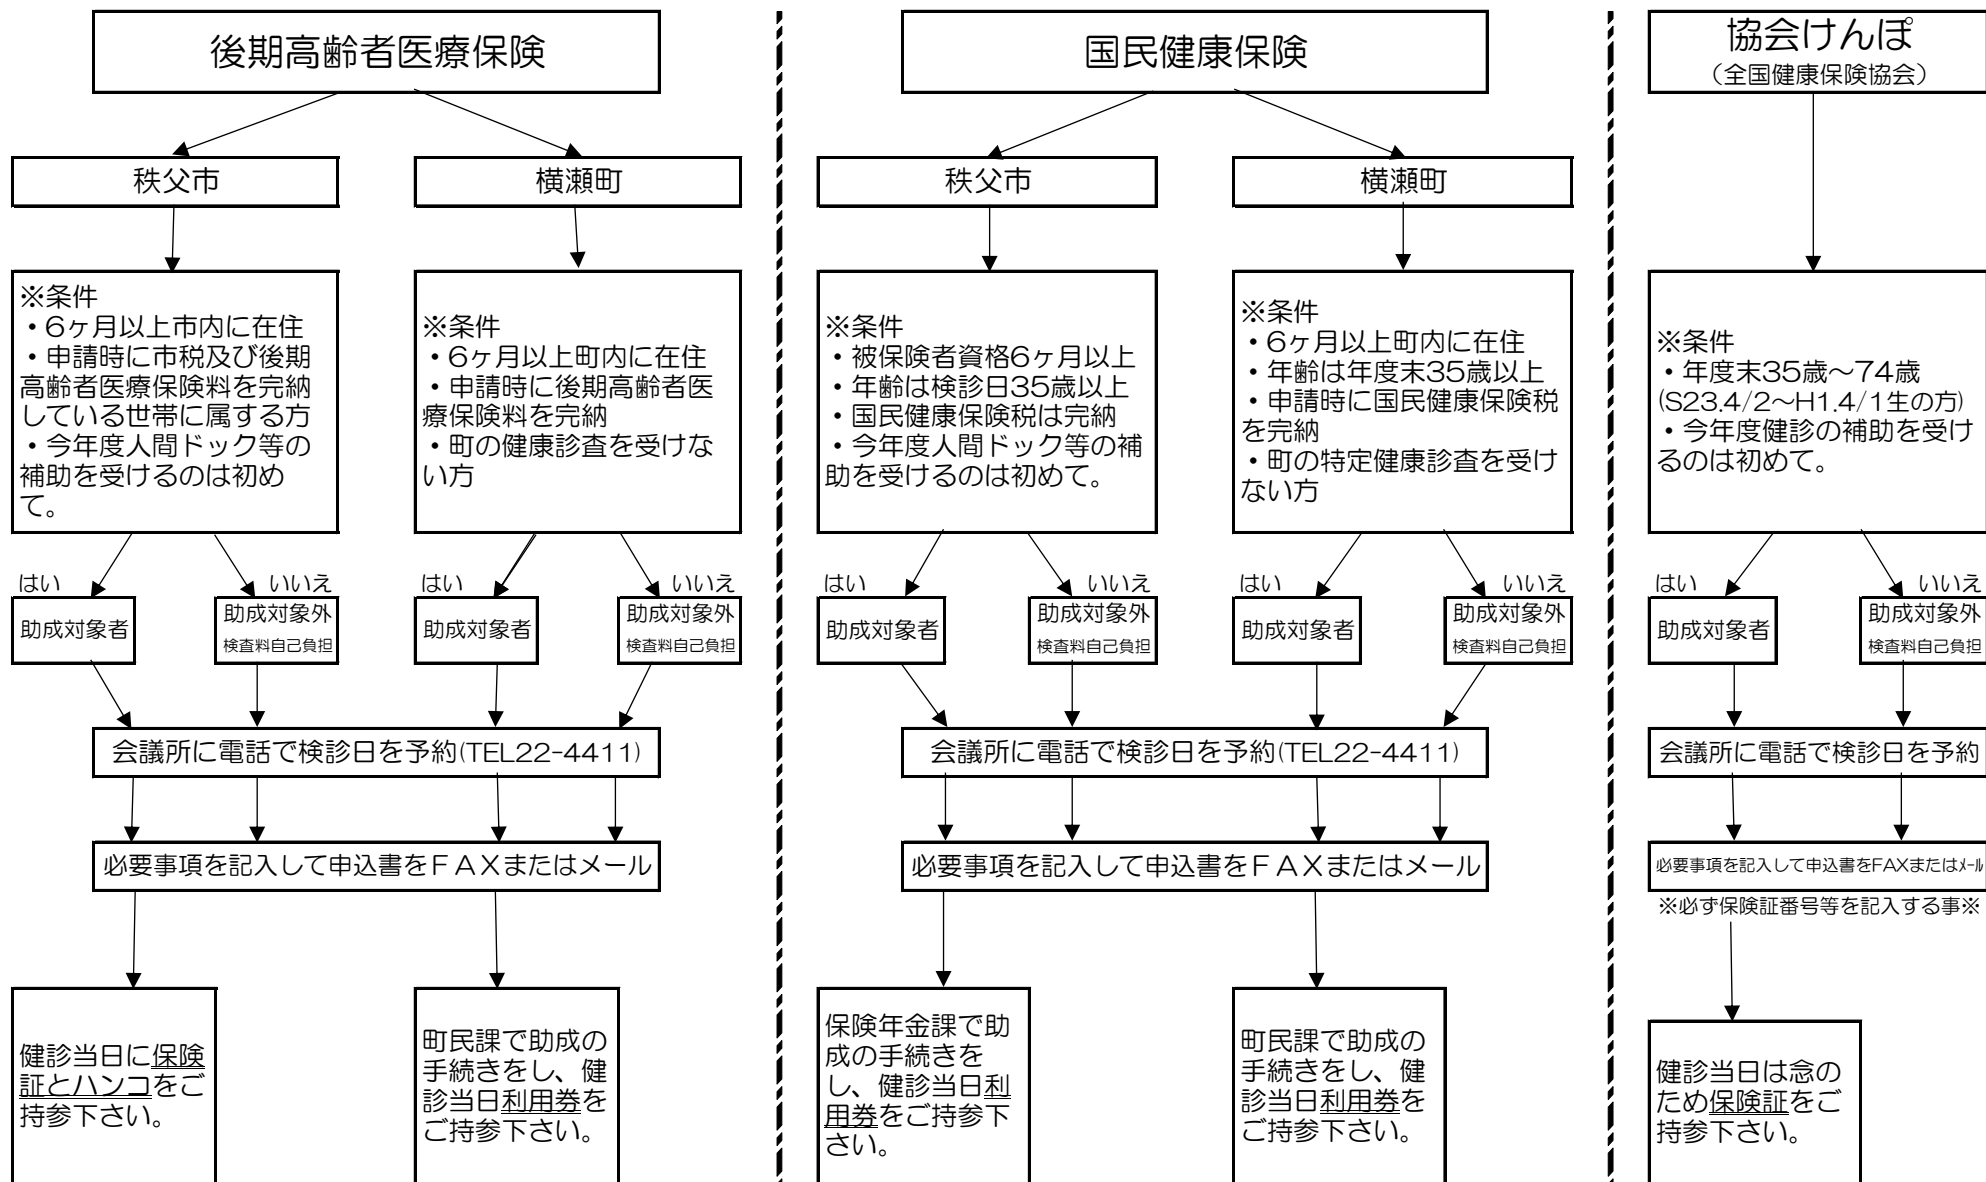 後期高齢者医療保険
秩父市
横瀬町
※条件
・6ヶ月以上市内に在住
・申請時に市税及び後期
高齢者医療保険料を完納
している世帯に属する方
・今年度人間ドック等の
補助を受けるのは初め
て。
※条件
・6ヶ月以上町内に在住
・申請時に後期高齢者医
療保険料を完納
・町の健康診査を受けな
い方
はい
いいえ
はい
いいえ
助成対象者
助成対象外
検査料自己負担
助成対象者
助成対象外
検査料自己負担
会議所に電話で検診日を予約(TEL22-4411)
必要事項を記入して申込書をＦＡＸまたはメール
健診当日に保険
証とハンコをご
持参下さい。
町民課で助成の
手続きをし、健
診当日利用券を
ご持参下さい。
国民健康保険
秩父市
横瀬町
※条件
・被保険者資格6ヶ月以上
・年齢は検診日35歳以上
・国民健康保険税は完納
・今年度人間ドック等の補
助を受けるのは初めて。
※条件
・6ヶ月以上町内に在住
・年齢は年度末35歳以上
・申請時に国民健康保険税
を完納
・町の特定健康診査を受け
ない方
はい
いいえ
はい
いいえ
助成対象者
助成対象外
検査料自己負担
助成対象者
助成対象外
検査料自己負担
会議所に電話で検診日を予約(TEL22-4411)
必要事項を記入して申込書をＦＡＸまたはメール
保険年金課で助
成の手続きを
し、健診当日利
用券をご持参下
さい。
町民課で助成の
手続きをし、健
診当日利用券を
ご持参下さい。
協会けんぽ
（全国健康保険協会）
※条件
・年度末35歳～74歳
(S23.4/2～H1.4/1生の方)
・今年度健診の補助を受け
るのは初めて。
はい
いいえ
助成対象者
助成対象外
検査料自己負担
会議所に電話で検診日を予約
必要事項を記入して申込書をFAXまたはﾒｰﾙ
※必ず保険証番号等を記入する事※
健診当日は念の
ため保険証をご
持参下さい。